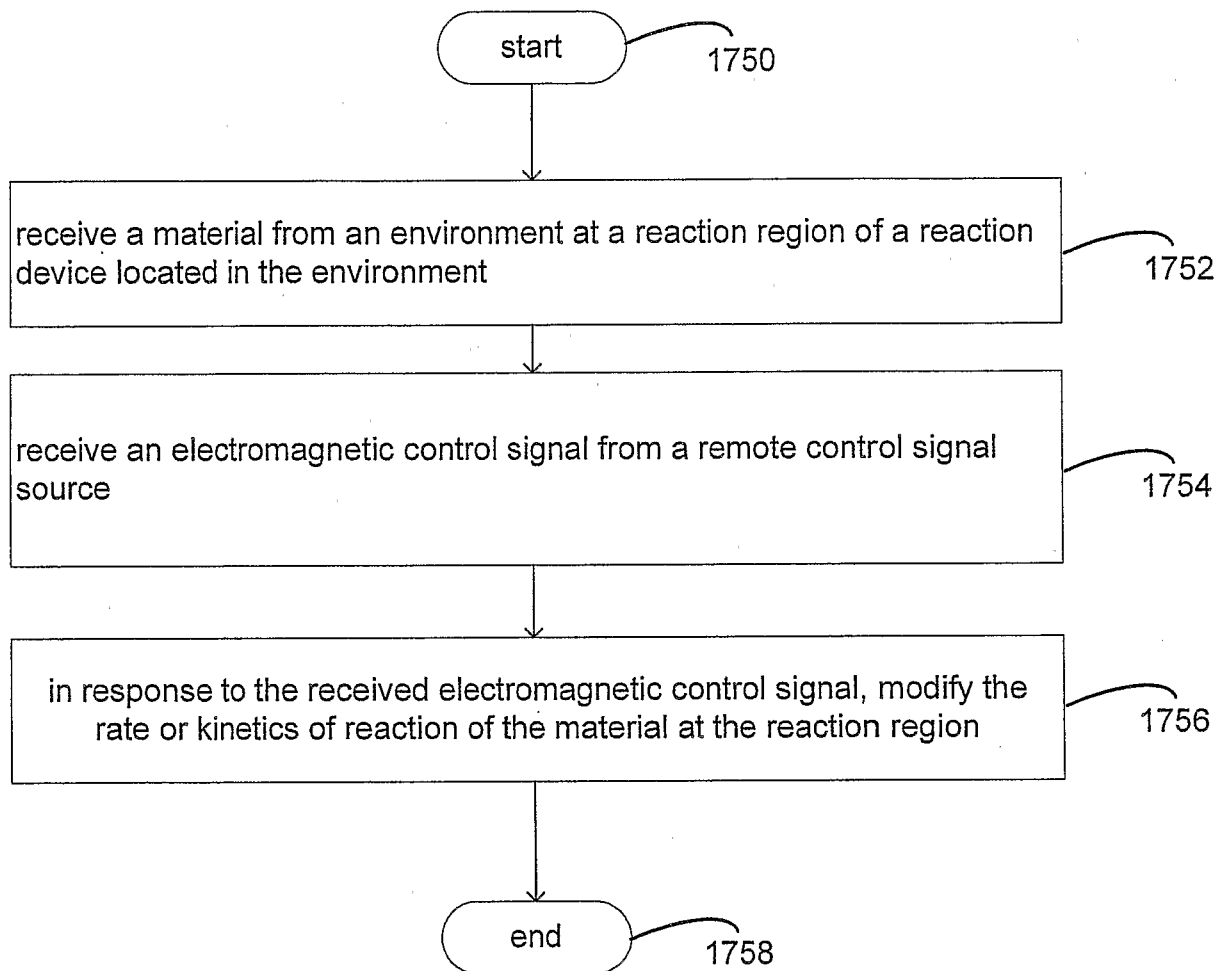 start
1750
receive a material from an environment at a reaction region of a reaction
device located in the environment
1752
receive an electromagnetic control signal from a remote control signal
source
1754
in response to the received electromagnetic control signal, modify the
rate or kinetics of reaction of the material at the reaction region
1756
end
1758